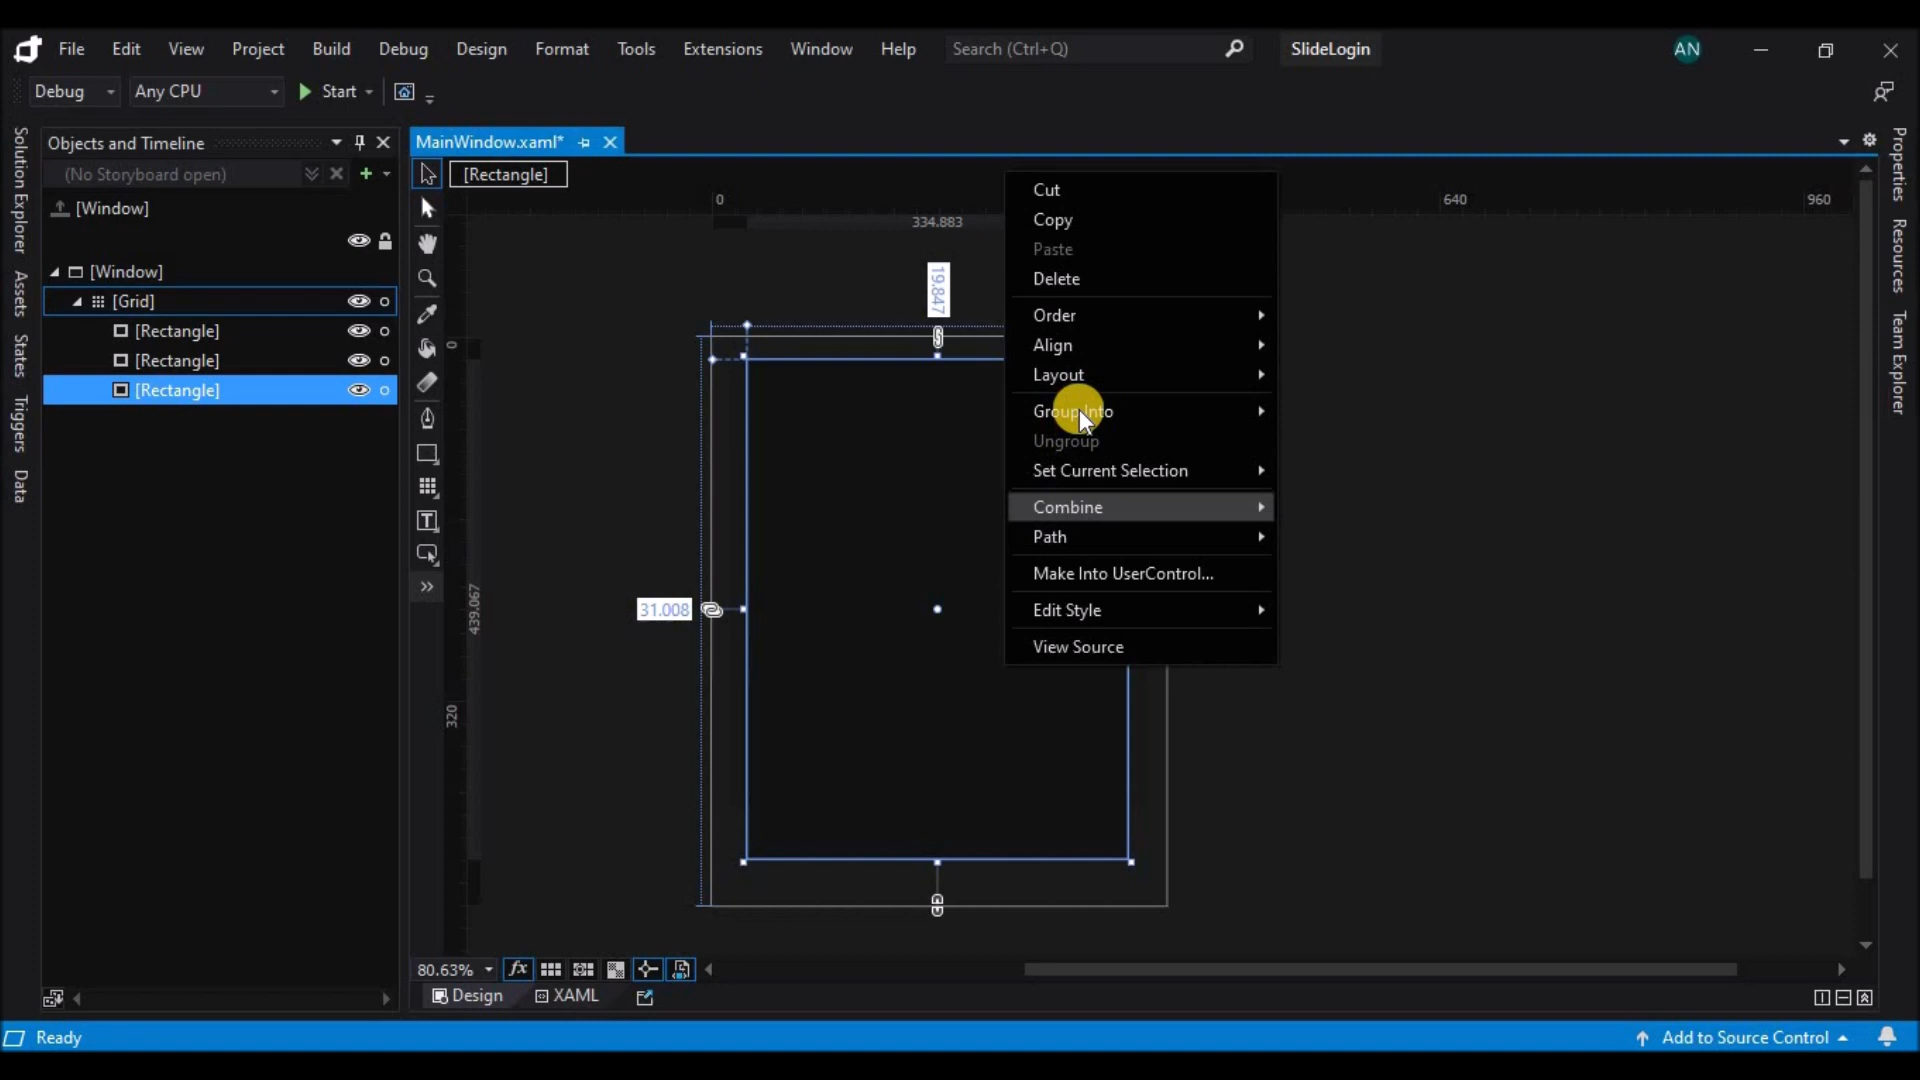 File Edit View Project Build Debug Design Format Tools Extensions Window Help Search (Ctrl+Q) SlideLogin AN
Debug Any CPU Start
Solution Explorer
Assets
States
Triggers
Data
Objects and Timeline
(No Storyboard open)
[Window]
[Window]
[Grid]
[Rectangle]
[Rectangle]
[Rectangle]
MainWindow.xaml*
[Rectangle]
0 640 960
334.883
19.847
0
439.067
320
31.008
Cut
Copy
Paste
Delete
Order
Align
Layout
Group Into
Ungroup
Set Current Selection
Combine
Path
Make Into UserControl...
Edit Style
View Source
Properties
Resources
Team Explorer
80.63% fx
Design XAML
Ready Add to Source Control